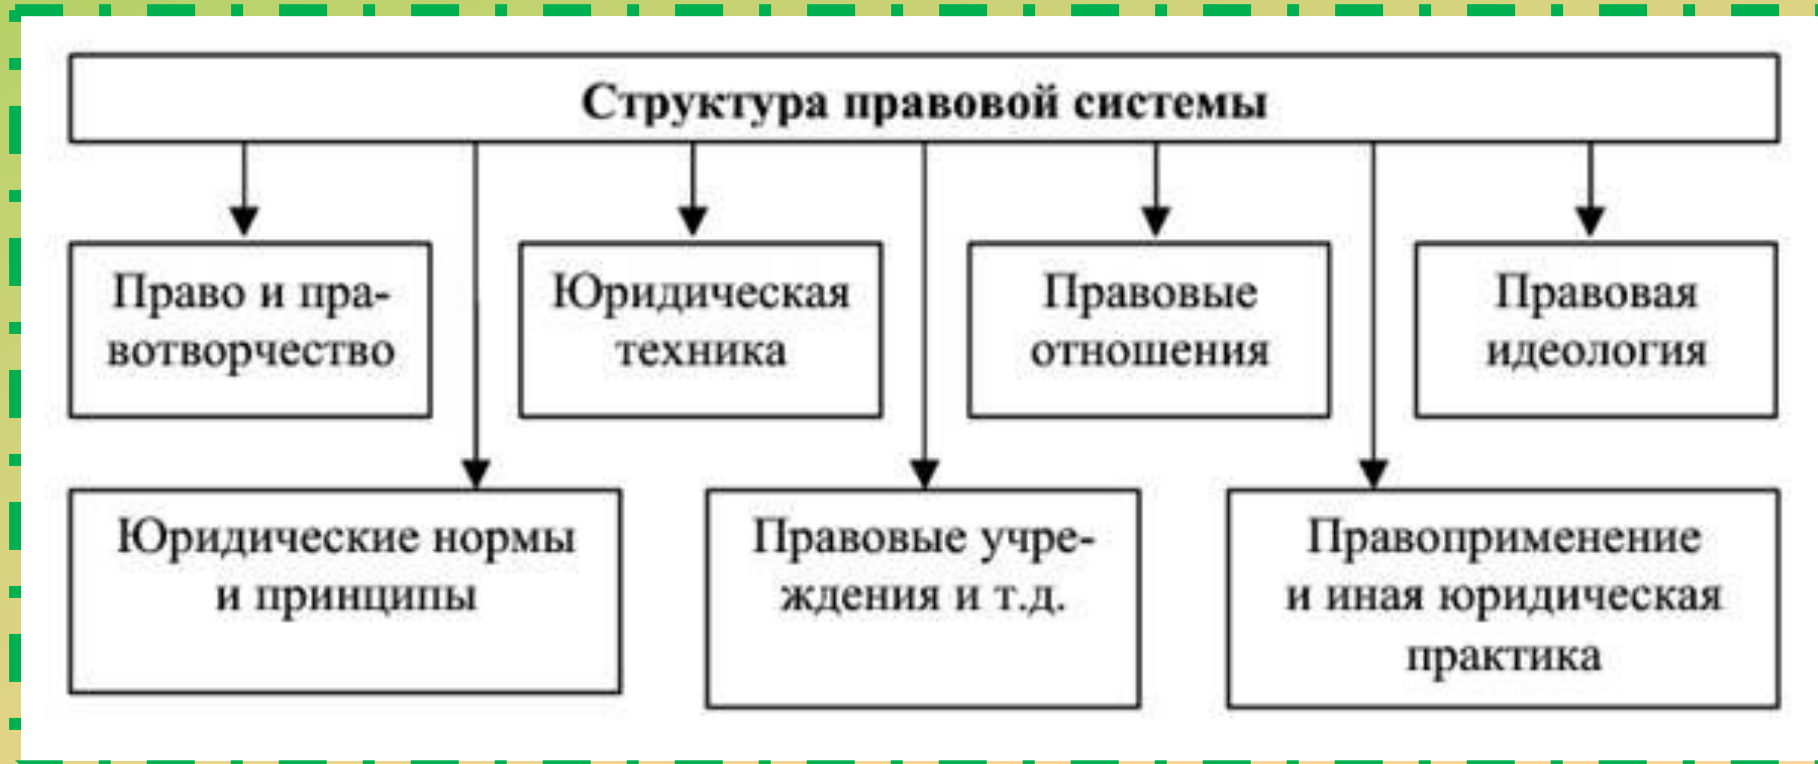 Структура правовой системы
Право и пра-
вотворчество
Юридическая
техника
Правовые
отношения
Правовая
идеология
Юридические нормы
и принципы
Правовые учре-
ждения и т.д.
Правоприменение
и иная юридическая
практика